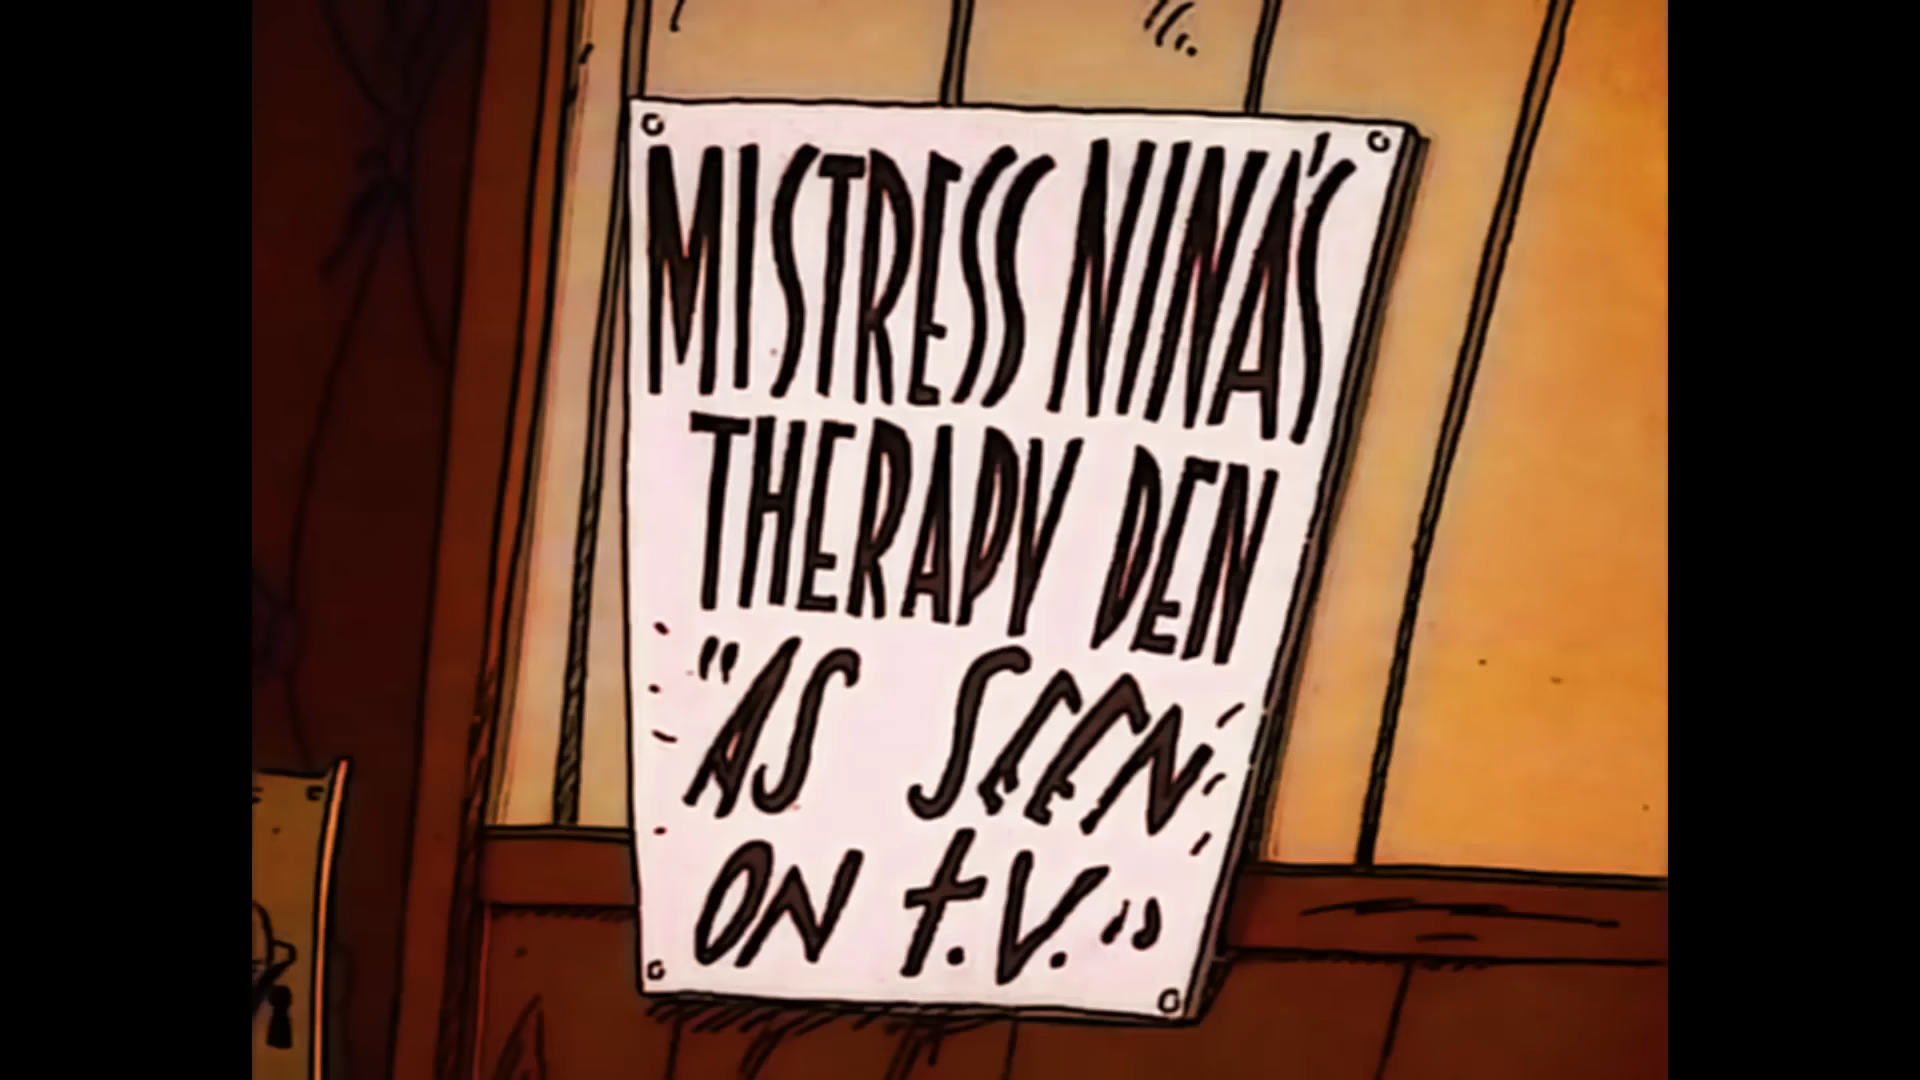 MISTRESS NINA'S
THERAPY DEN
"AS SEEN
ON t.V."